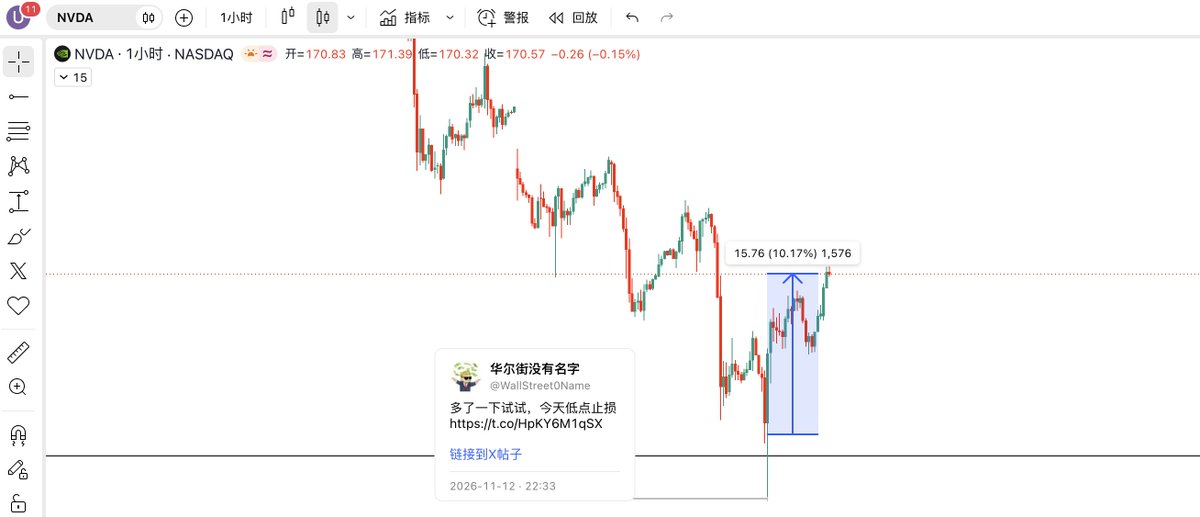 U 11 NVDA 1小时 指标 警报 回放
NVDA · 1小时 · NASDAQ 开=170.83 高=171.39 低=170.32 收=170.57 −0.26 (−0.15%)
15
15.76 (10.17%) 1,576
华尔街没有名字
@WallStreet0Name
多了一下试试，今天低点止损
https://t.co/HpKY6M1qSX
链接到X帖子
2026-11-12 · 22:33